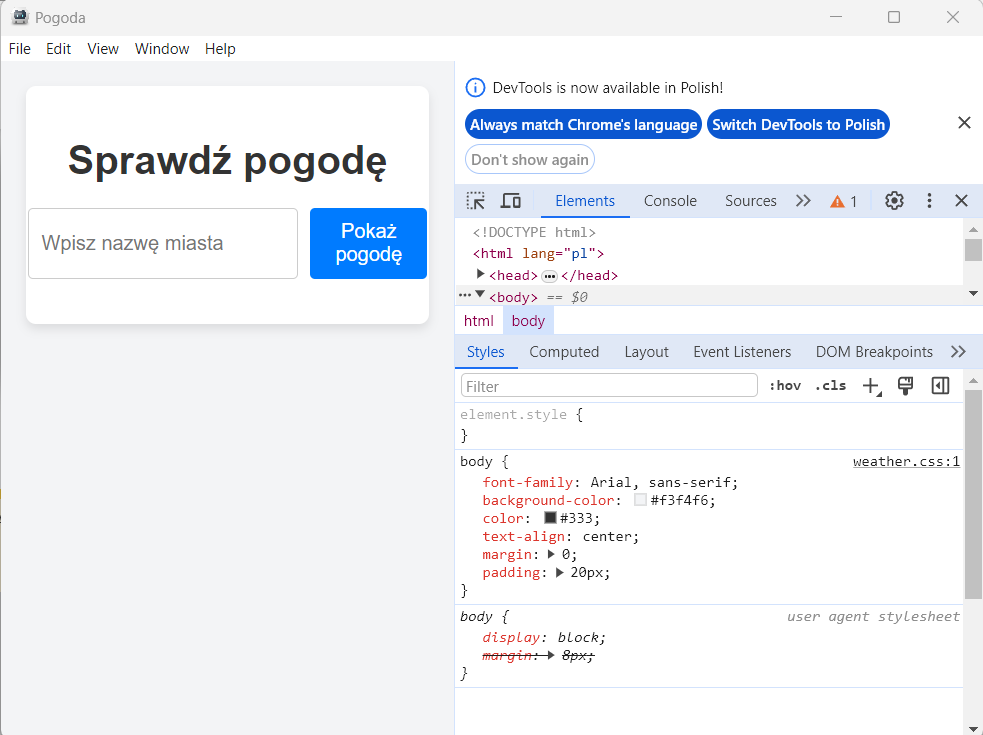 Pogoda
File Edit View Window Help
Sprawdź pogodę
Wpisz nazwę miasta
Pokaż
pogodę
DevTools is now available in Polish!
Always match Chrome's language Switch DevTools to Polish
Don't show again
Elements Console Sources 1
<!DOCTYPE html>
<html lang="pl">
<head> ... </head>
... <body> == $0
html body
Styles Computed Layout Event Listeners DOM Breakpoints
Filter :hov .cls
element.style {
}
body { weather.css:1
font-family: Arial, sans-serif;
background-color: #f3f4f6;
color: #333;
text-align: center;
margin: 0;
padding: 20px;
}
body { user agent stylesheet
display: block;
margin: 8px;
}